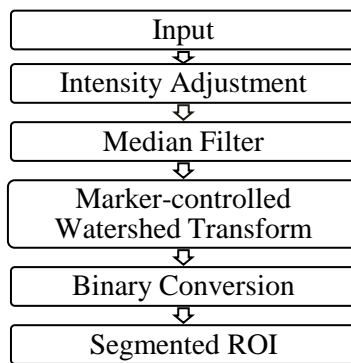 Input
Intensity Adjustment
Median Filter
Marker-controlled
Watershed Transform
Binary Conversion
Segmented ROI